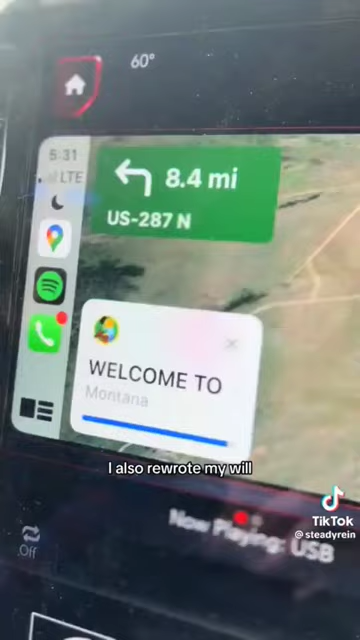 60°
5:31
LTE
8.4 mi
US-287 N
WELCOME TO
Montana
I also rewrote my will
TikTok
@steadyrein
Now Playing: USB
Off